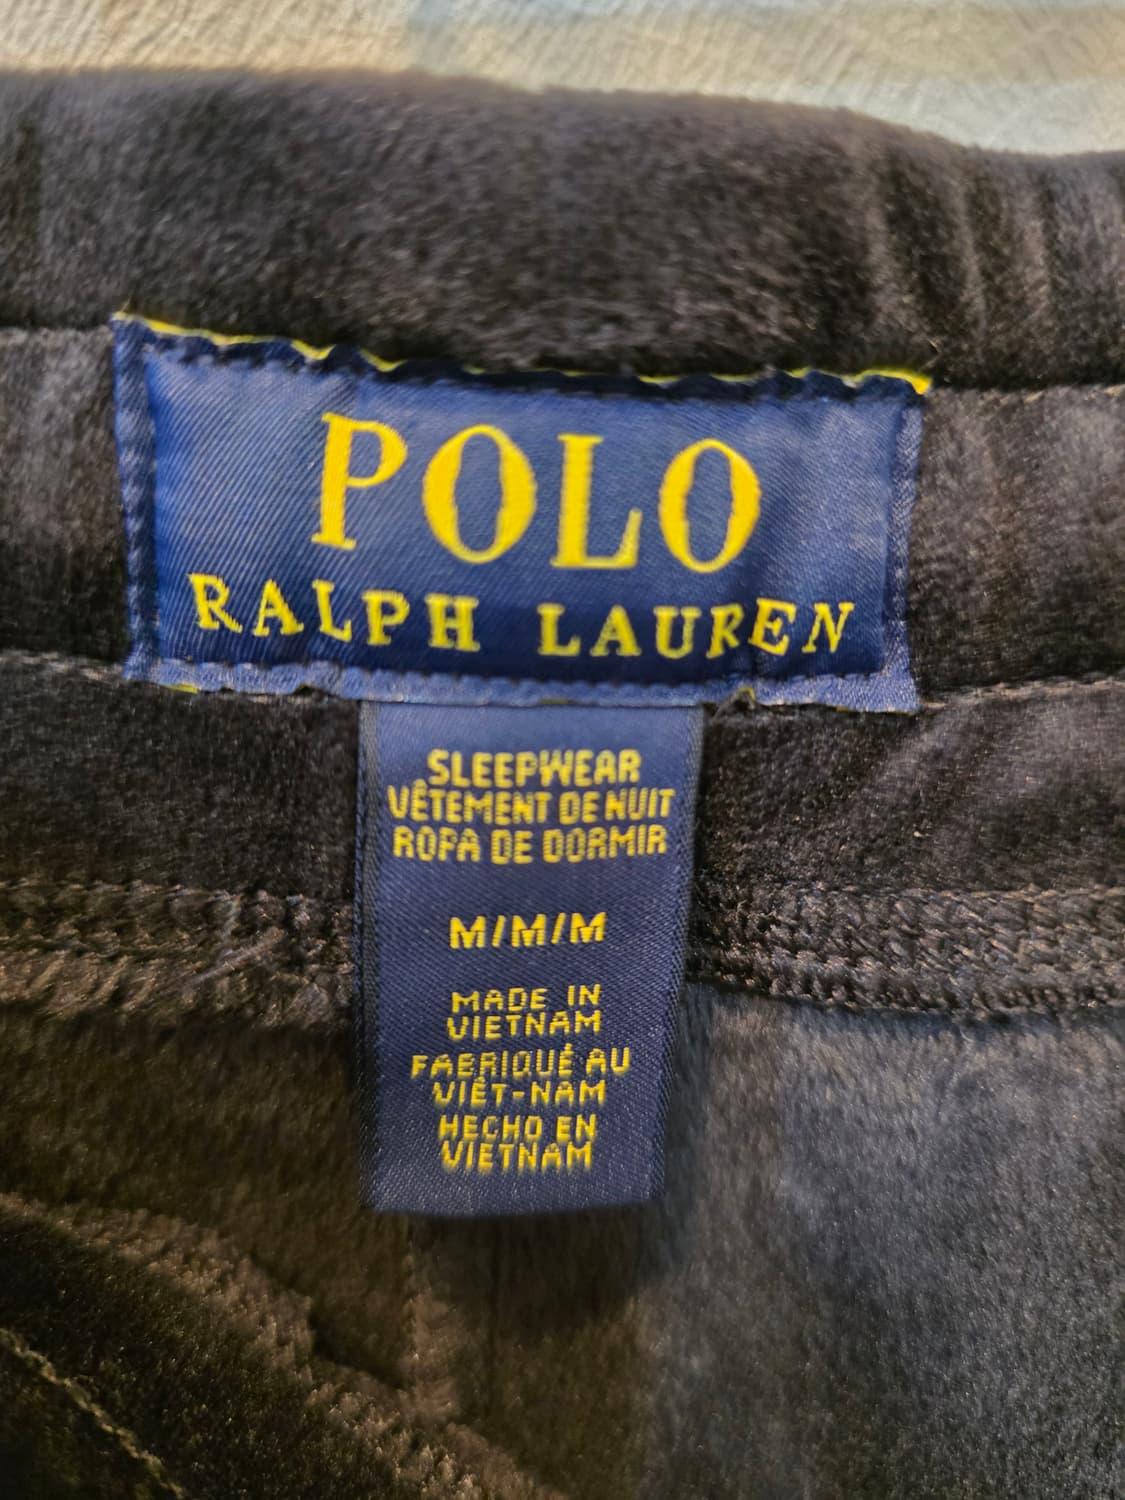 POLO
RALPH LAUREN
SLEEPWEAR
VÊTEMENT DE NUIT
ROPA DE DORMIR
M/M/M
MADE IN
VIETNAM
FABRIQUÉ AU
VIÊT-NAM
HECHO EN
VIETNAM